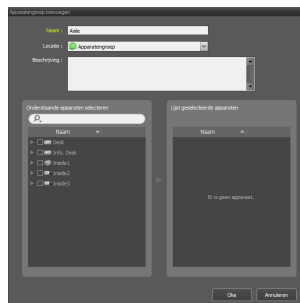 Apparatengroep toevoegen
Naam : Aisle
Locatie : Apparatengroep
Beschrijving :
Onderstaande apparaten selecteren
Lijst geselecteerde apparaten
Naam
Naam
Desk
Info. Desk
Inside1
Inside2
Inside3
Er is geen apparaat.
Oke
Annuleren